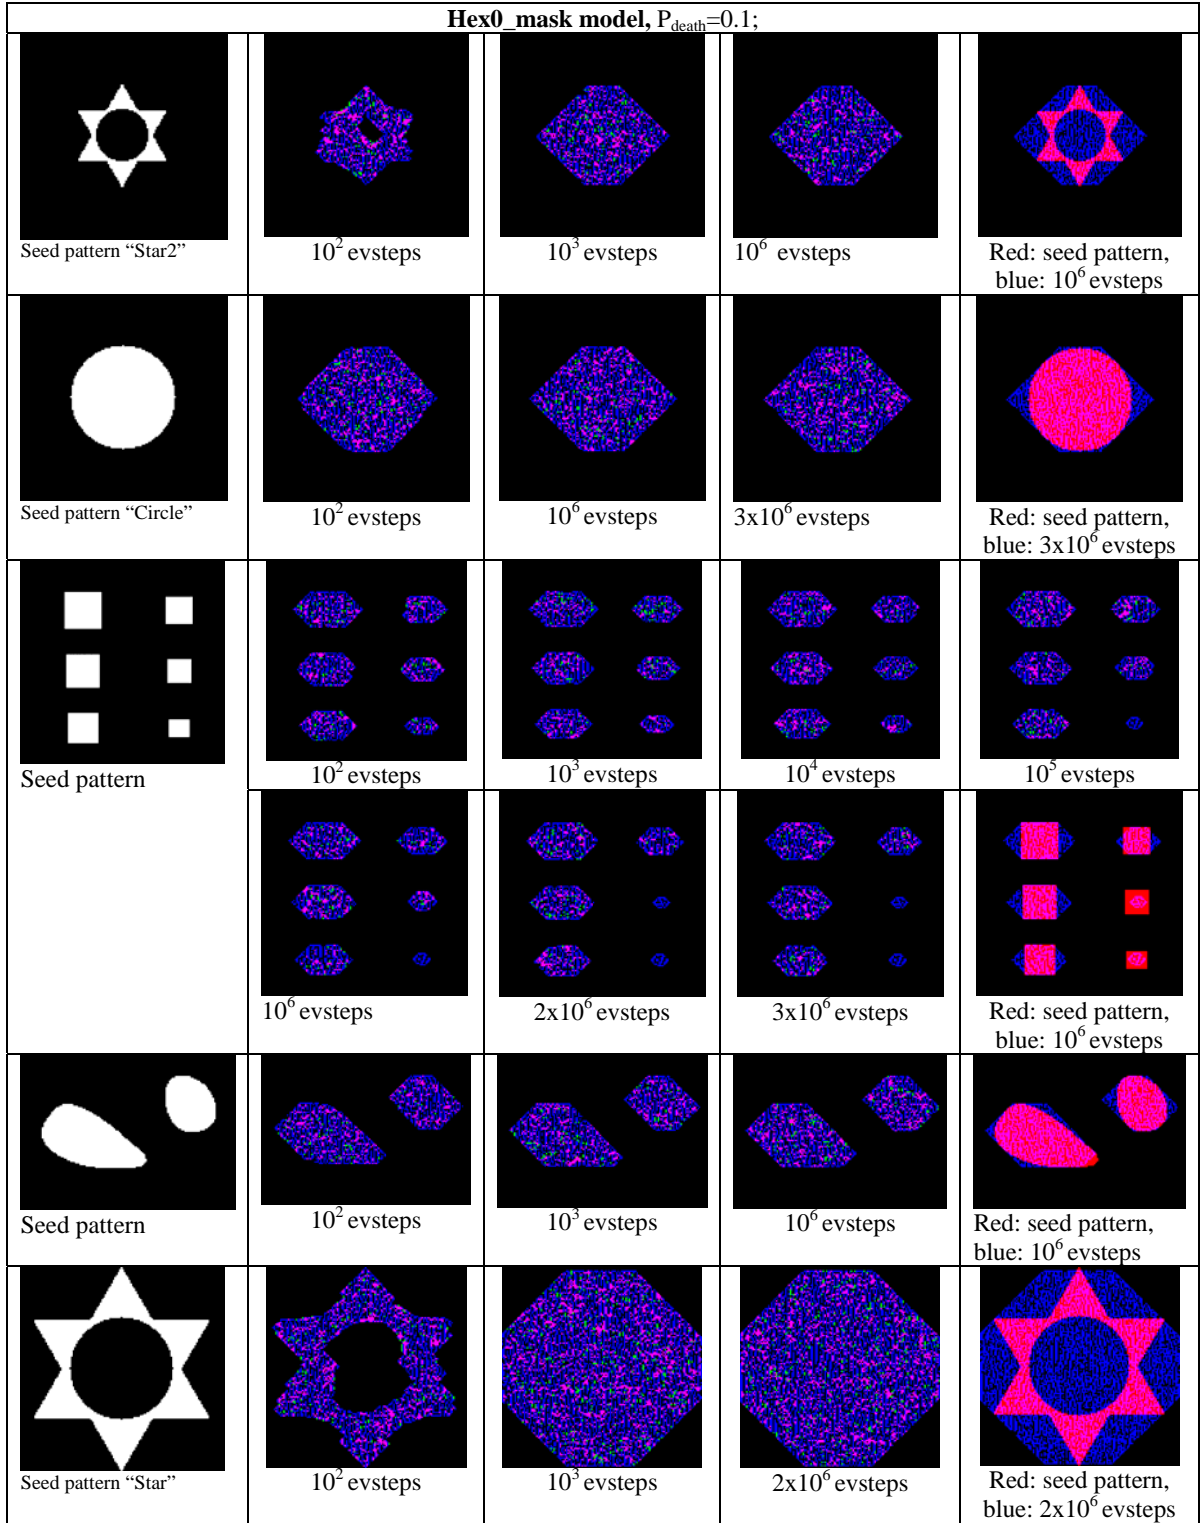 Hex0_mask model, P_death=0.1;
Seed pattern “Star2”
10^2 evsteps
10^3 evsteps
10^6 evsteps
Red: seed pattern,
blue: 10^6 evsteps
Seed pattern “Circle”
10^2 evsteps
10^6 evsteps
3x10^6 evsteps
Red: seed pattern,
blue: 3x10^6 evsteps
Seed pattern
10^2 evsteps
10^3 evsteps
10^4 evsteps
10^5 evsteps
10^6 evsteps
2x10^6 evsteps
3x10^6 evsteps
Red: seed pattern,
blue: 10^6 evsteps
Seed pattern
10^2 evsteps
10^3 evsteps
10^6 evsteps
Red: seed pattern,
blue: 10^6 evsteps
Seed pattern “Star”
10^2 evsteps
10^3 evsteps
2x10^6 evsteps
Red: seed pattern,
blue: 2x10^6 evsteps